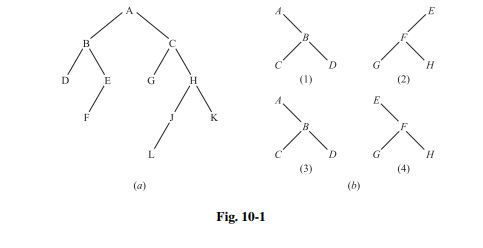 A
B C
D E G H
F J K
L
(a)
A E
B F
C D G H
(1) (2)
A E
B F
C D G H
(3) (4)
(b)
Fig. 10-1